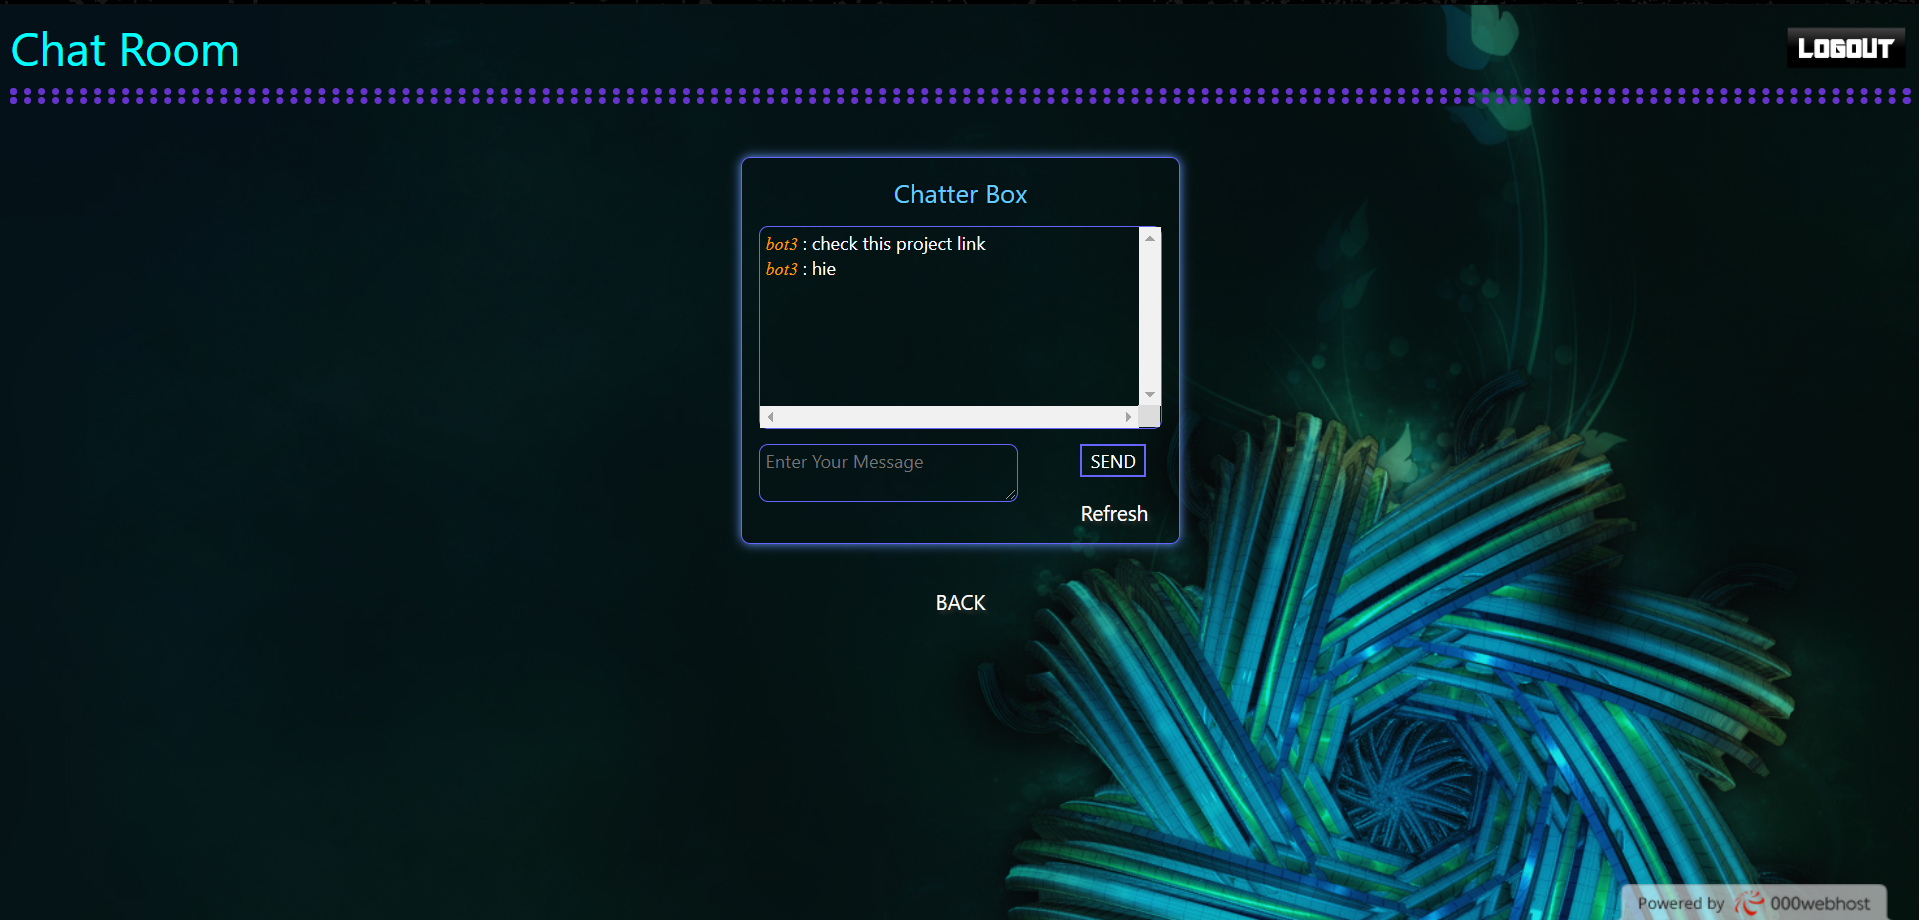 Chat Room
LOGOUT
Chatter Box
bot3 : check this project link
bot3 : hie
Enter Your Message
SEND
Refresh
BACK
Powered by 000webhost